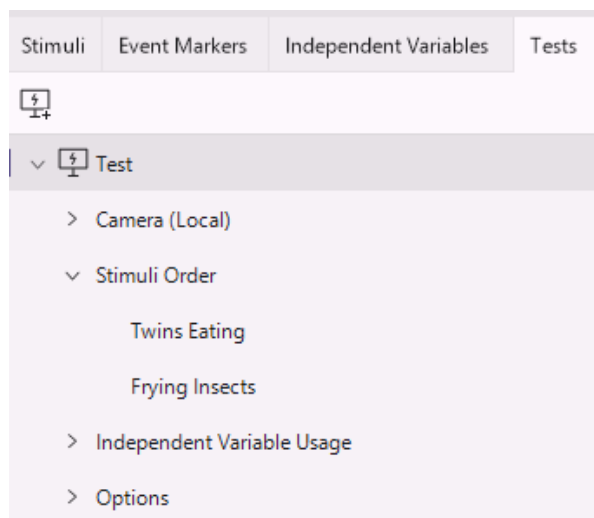 Stimuli Event Markers Independent Variables Tests
Test
Camera (Local)
Stimuli Order
Twins Eating
Frying Insects
Independent Variable Usage
Options